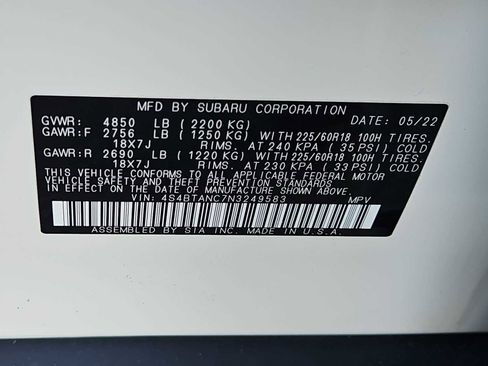 MFD BY SUBARU CORPORATION DATE: 05/22
GVWR: 4850 LB (2200 KG)
GAWR:F 2756 LB (1250 KG) WITH 225/60R18 100H TIRES.
18X7J RIMS. AT 240 KPA (35 PSI) COLD
GAWR:R 2690 LB (1220 KG) WITH 225/60R18 100H TIRES.
18X7J RIMS. AT 230 KPA (33 PSI) COLD
THIS VEHICLE CONFORMS TO ALL APPLICABLE FEDERAL MOTOR
VEHICLE SAFETY, BUMPER, AND THEFT PREVENTION STANDARDS
IN EFFECT ON THE DATE OF MANUFACTURE SHOWN ABOVE.
VIN: 4S4BTANC7N3249583 MPV
ASSEMBLED BY SIA INC. MADE IN U.S.A.